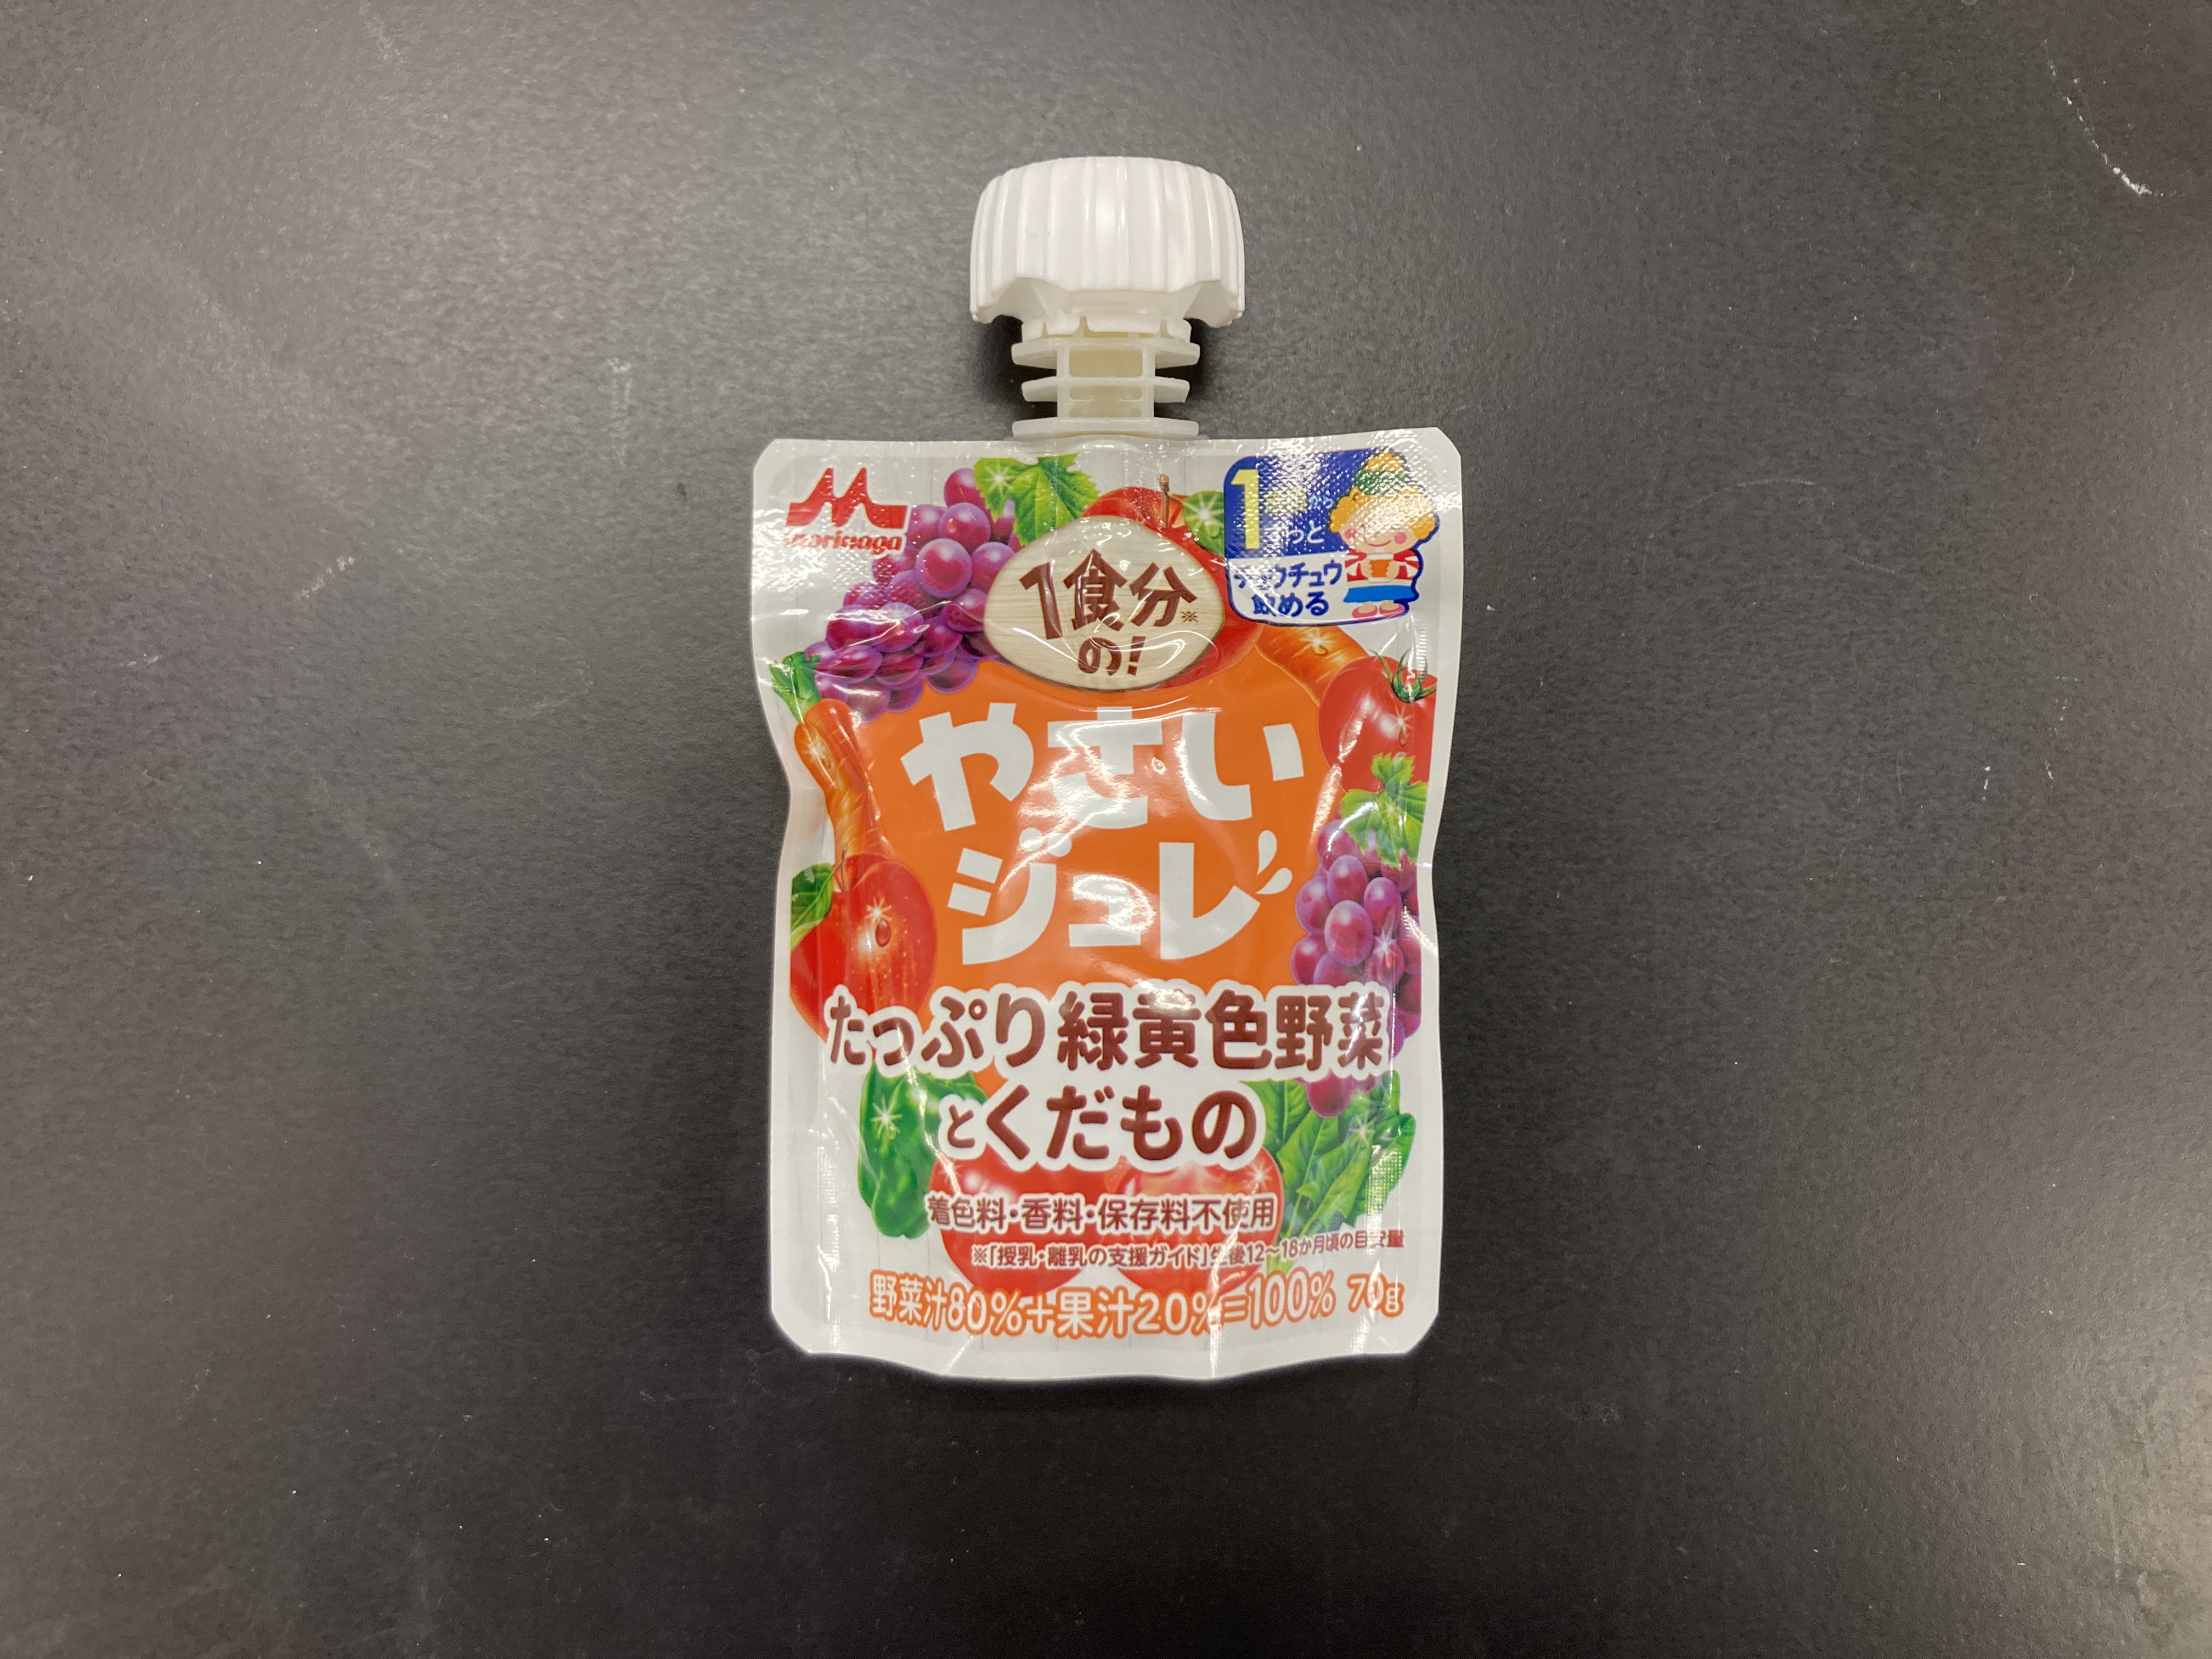 morinaga
1食分※
の!
1
っと
チュウチュウ
飲める
やさい
ジュレ
たっぷり緑黄色野菜
とくだもの
着色料・香料・保存料不使用
※「授乳・離乳の支援ガイド」生後12～18か月頃の目安量
野菜汁80%+果汁20%=100% 70g